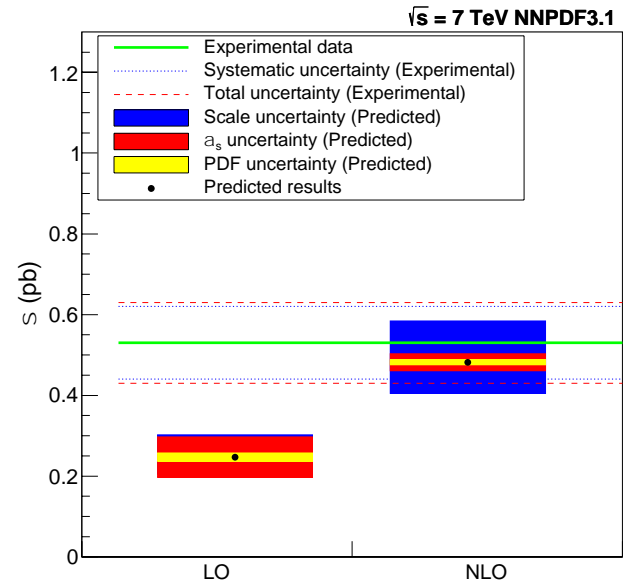 √s = 7 TeV NNPDF3.1
Experimental data
Systematic uncertainty (Experimental)
Total uncertainty (Experimental)
Scale uncertainty (Predicted)
a_s uncertainty (Predicted)
PDF uncertainty (Predicted)
Predicted results
1.2
1
0.8
0.6
0.4
0.2
0
s (pb)
LO
NLO